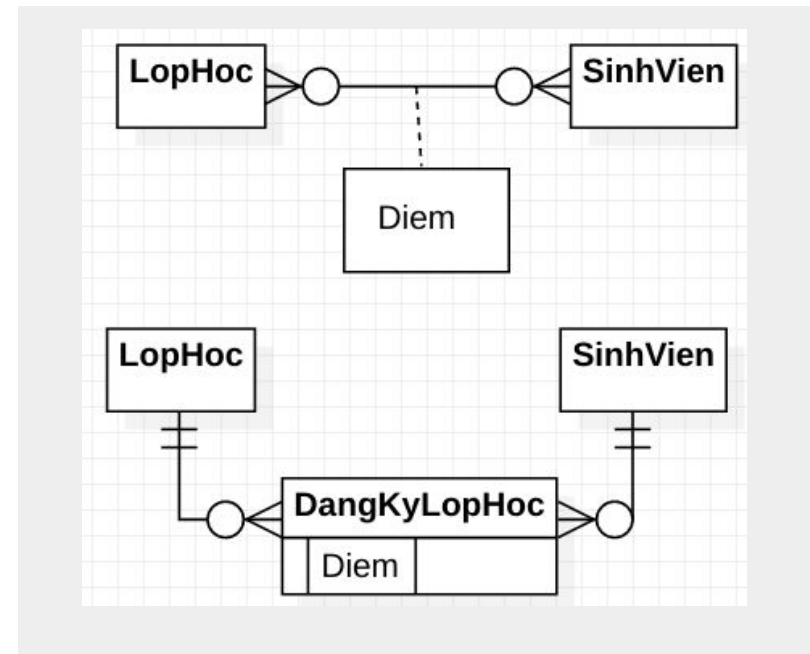 LopHoc
SinhVien
Diem
LopHoc
SinhVien
DangKyLopHoc
Diem